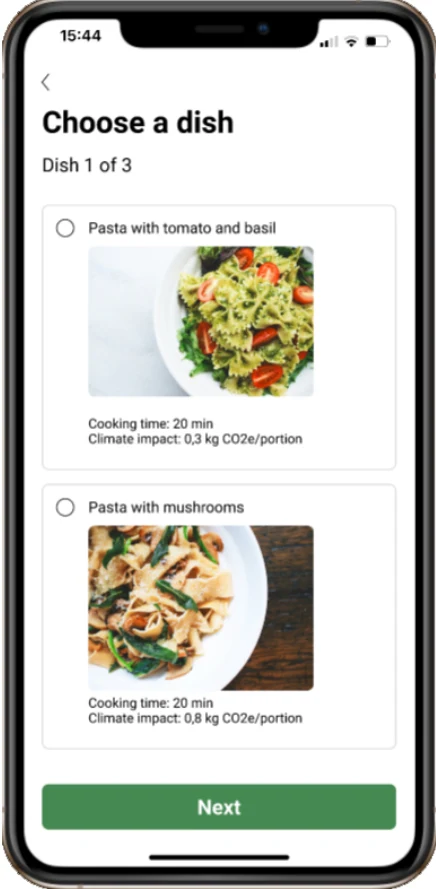 15:44
Choose a dish
Dish 1 of 3
Pasta with tomato and basil
Cooking time: 20 min
Climate impact: 0,3 kg CO2e/portion
Pasta with mushrooms
Cooking time: 20 min
Climate impact: 0,8 kg CO2e/portion
Next